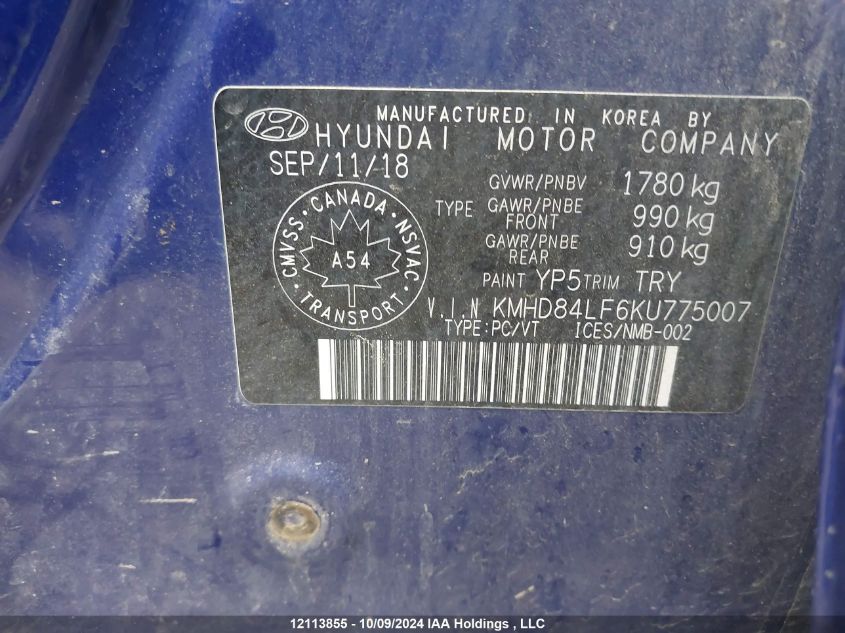 MANUFACTURED IN KOREA BY
HYUNDAI MOTOR COMPANY
SEP/11/18
GVWR/PNBV 1780 kg
TYPE GAWR/PNBE FRONT 990 kg
GAWR/PNBE REAR 910 kg
CMVSS · CANADA · NSVAC
A54
· TRANSPORT ·
PAINT YP5 TRIM TRY
V.I.N KMHD84LF6KU775007
TYPE:PC/VT ICES/NMB-002
12113855 - 10/09/2024 IAA Holdings , LLC